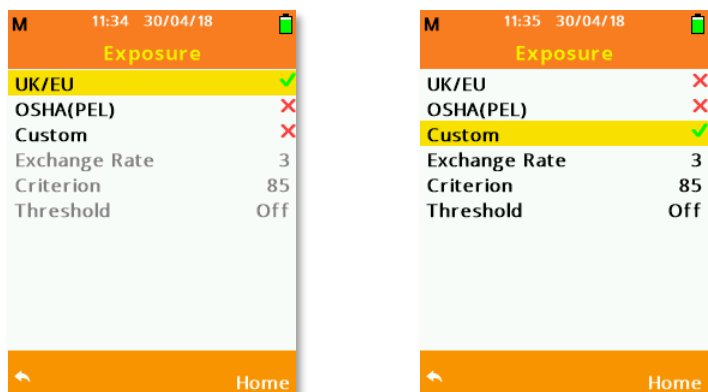 M 11:34 30/04/18
Exposure
UK/EU
OSHA(PEL)
Custom
Exchange Rate 3
Criterion 85
Threshold Off
Home
M 11:35 30/04/18
Exposure
UK/EU
OSHA(PEL)
Custom
Exchange Rate 3
Criterion 85
Threshold Off
Home